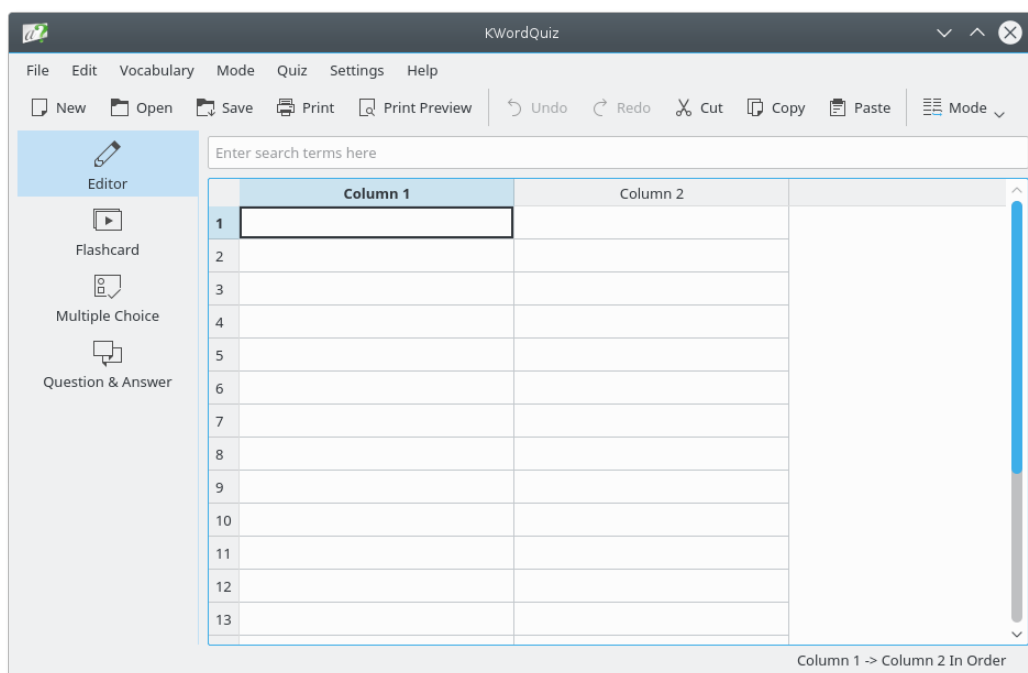 KWordQuiz
File Edit Vocabulary Mode Quiz Settings Help
New Open Save Print Print Preview Undo Redo Cut Copy Paste Mode
Editor
Flashcard
Multiple Choice
Question & Answer
Enter search terms here
Column 1 Column 2
1
2
3
4
5
6
7
8
9
10
11
12
13
Column 1 -> Column 2 In Order